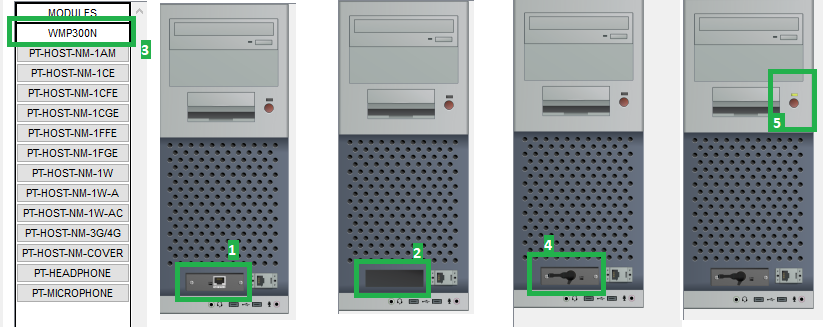 MODULES
WMP300N
3
PT-HOST-NM-1AM
PT-HOST-NM-1CE
PT-HOST-NM-1CFE
PT-HOST-NM-1CGE
PT-HOST-NM-1FFE
PT-HOST-NM-1FGE
PT-HOST-NM-1W
PT-HOST-NM-1W-A
PT-HOST-NM-1W-AC
PT-HOST-NM-3G/4G
PT-HOST-NM-COVER
PT-HEADPHONE
PT-MICROPHONE
1
2
4
5